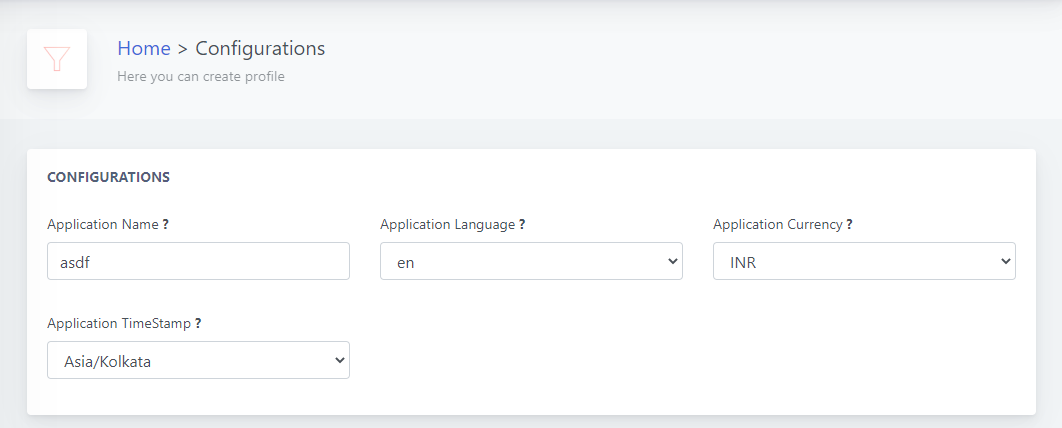 Home > Configurations
Here you can create profile
CONFIGURATIONS
Application Name ?
Application Language ?
Application Currency ?
asdf
en
INR
Application TimeStamp ?
Asia/Kolkata